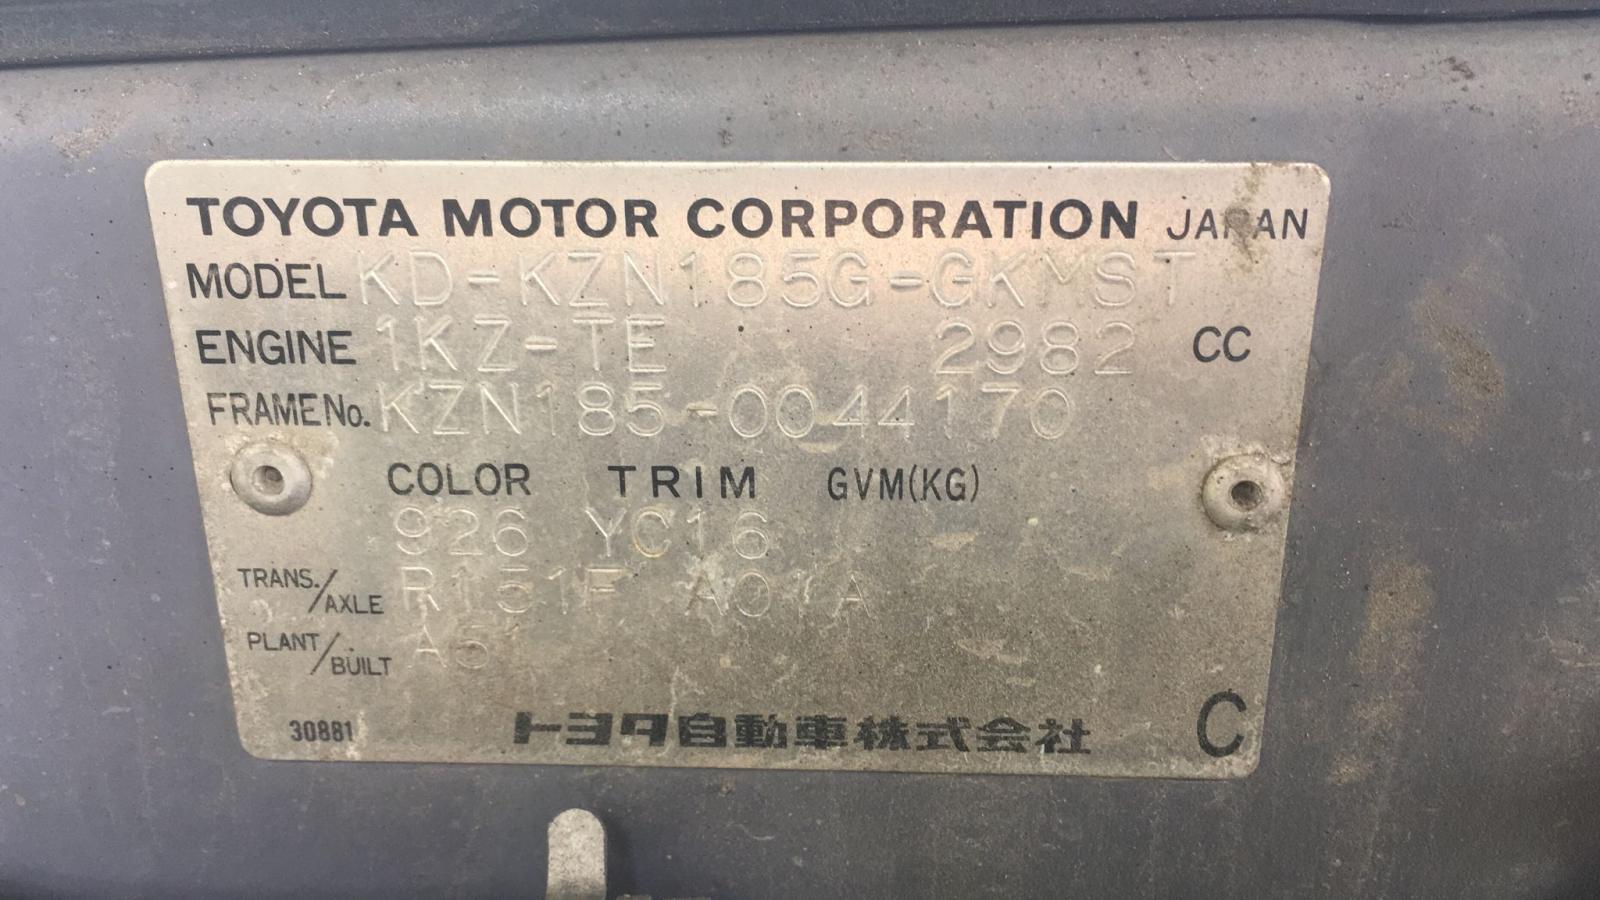 TOYOTA MOTOR CORPORATION JAPAN
MODEL KD-KZN185G-GKMST
ENGINE 1KZ-TE 2982 CC
FRAME No. KZN185-0044170
COLOR TRIM GVM(KG)
926 YC16
TRANS./AXLE R151F A01A
PLANT/BUILT A51
30881 トヨタ自動車株式会社 C